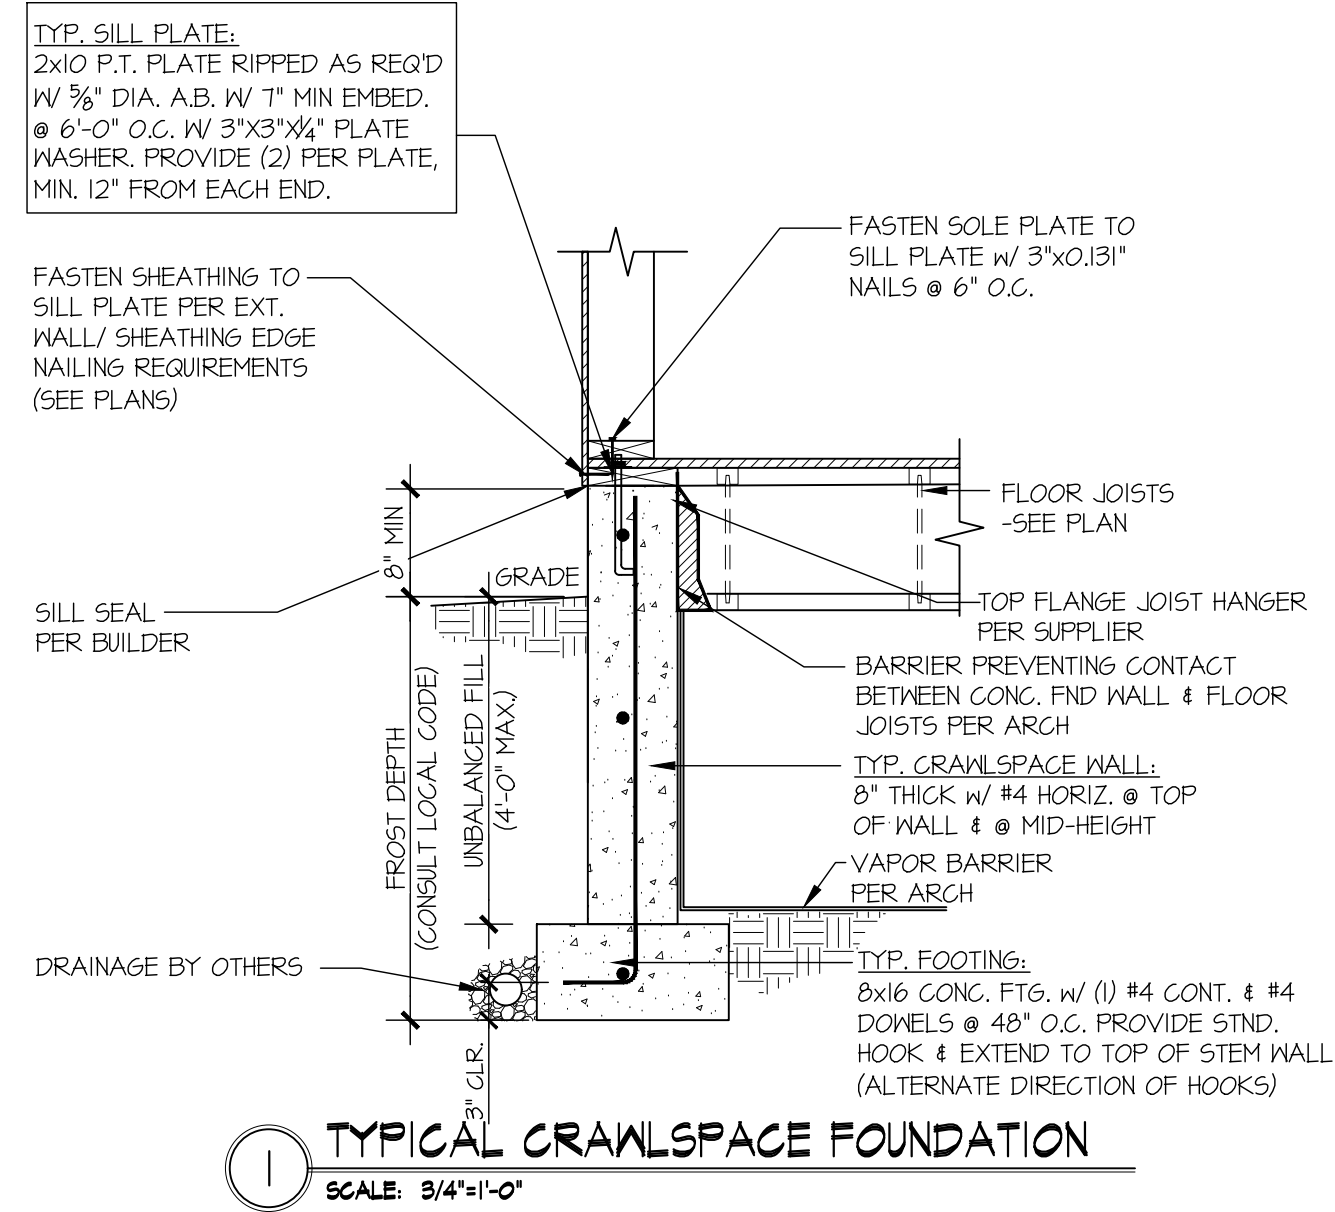 TYP. SILL PLATE:
2x10 P.T. PLATE RIPPED AS REQ'D
W/ 5/8" DIA. A.B. W/ 7" MIN EMBED.
@ 6'-0" O.C. W/ 3"X3"X1/4" PLATE
WASHER. PROVIDE (2) PER PLATE,
MIN. 12" FROM EACH END.
FASTEN SOLE PLATE TO
SILL PLATE W/ 3"x0.131"
NAILS @ 6" O.C.
FASTEN SHEATHING TO
SILL PLATE PER EXT.
WALL/ SHEATHING EDGE
NAILING REQUIREMENTS
(SEE PLANS)
FLOOR JOISTS
-SEE PLAN
8" MIN
GRADE
SILL SEAL
PER BUILDER
TOP FLANGE JOIST HANGER
PER SUPPLIER
BARRIER PREVENTING CONTACT
BETWEEN CONC. FND WALL & FLOOR
JOISTS PER ARCH
FROST DEPTH
(CONSULT LOCAL CODE)
UNBALANCED FILL
(4'-0" MAX.)
TYP. CRAWLSPACE WALL:
8" THICK W/ #4 HORIZ. @ TOP
OF WALL & @ MID-HEIGHT
VAPOR BARRIER
PER ARCH
DRAINAGE BY OTHERS
TYP. FOOTING:
8x16 CONC. FTG. W/ (1) #4 CONT. & #4
DOWELS @ 48" O.C. PROVIDE STND.
HOOK & EXTEND TO TOP OF STEM WALL
(ALTERNATE DIRECTION OF HOOKS)
3" CLR.
1
TYPICAL CRAWLSPACE FOUNDATION
SCALE: 3/4"=1'-0"